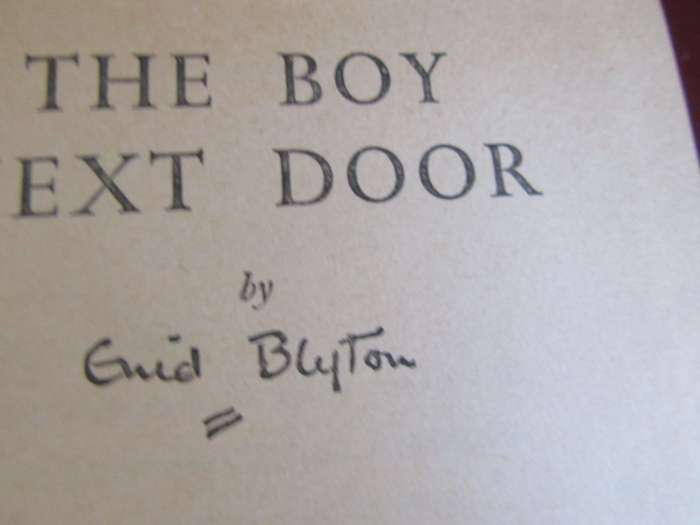 THE BOY
EXT DOOR
by
Enid Blyton